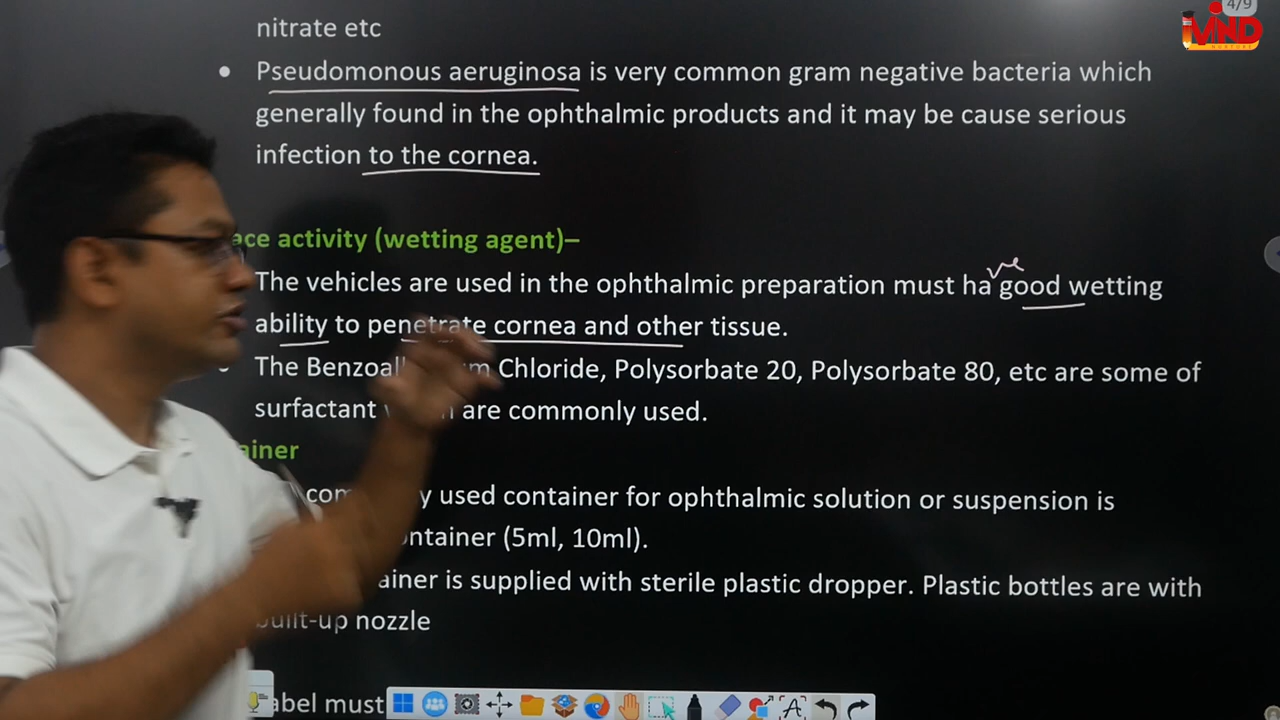 4/9
MIND
nitrate etc
• Pseudomonous aeruginosa is very common gram negative bacteria which
generally found in the ophthalmic products and it may be cause serious
infection to the cornea.
ace activity (wetting agent)–
The vehicles are used in the ophthalmic preparation must ha ve good wetting
ability to penetrate cornea and other tissue.
The Chloride, Polysorbate 20, Polysorbate 80, etc are some of
surfactant are commonly used.
ainer
used container for ophthalmic solution or suspension is
ontainer (5ml, 10ml).
ainer is supplied with sterile plastic dropper. Plastic bottles are with
built-up nozzle
abel must
A